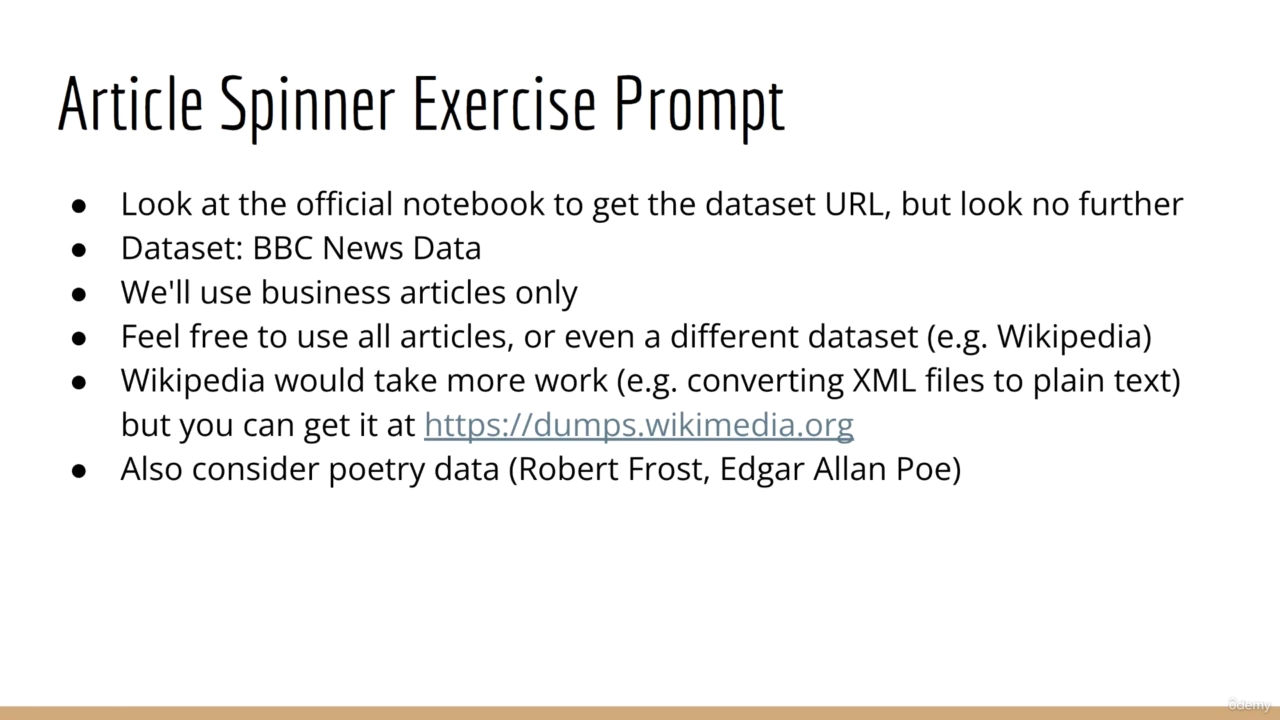 Article Spinner Exercise Prompt
● Look at the official notebook to get the dataset URL, but look no further
● Dataset: BBC News Data
● We'll use business articles only
● Feel free to use all articles, or even a different dataset (e.g. Wikipedia)
● Wikipedia would take more work (e.g. converting XML files to plain text)
but you can get it at https://dumps.wikimedia.org
● Also consider poetry data (Robert Frost, Edgar Allan Poe)
ûdemy